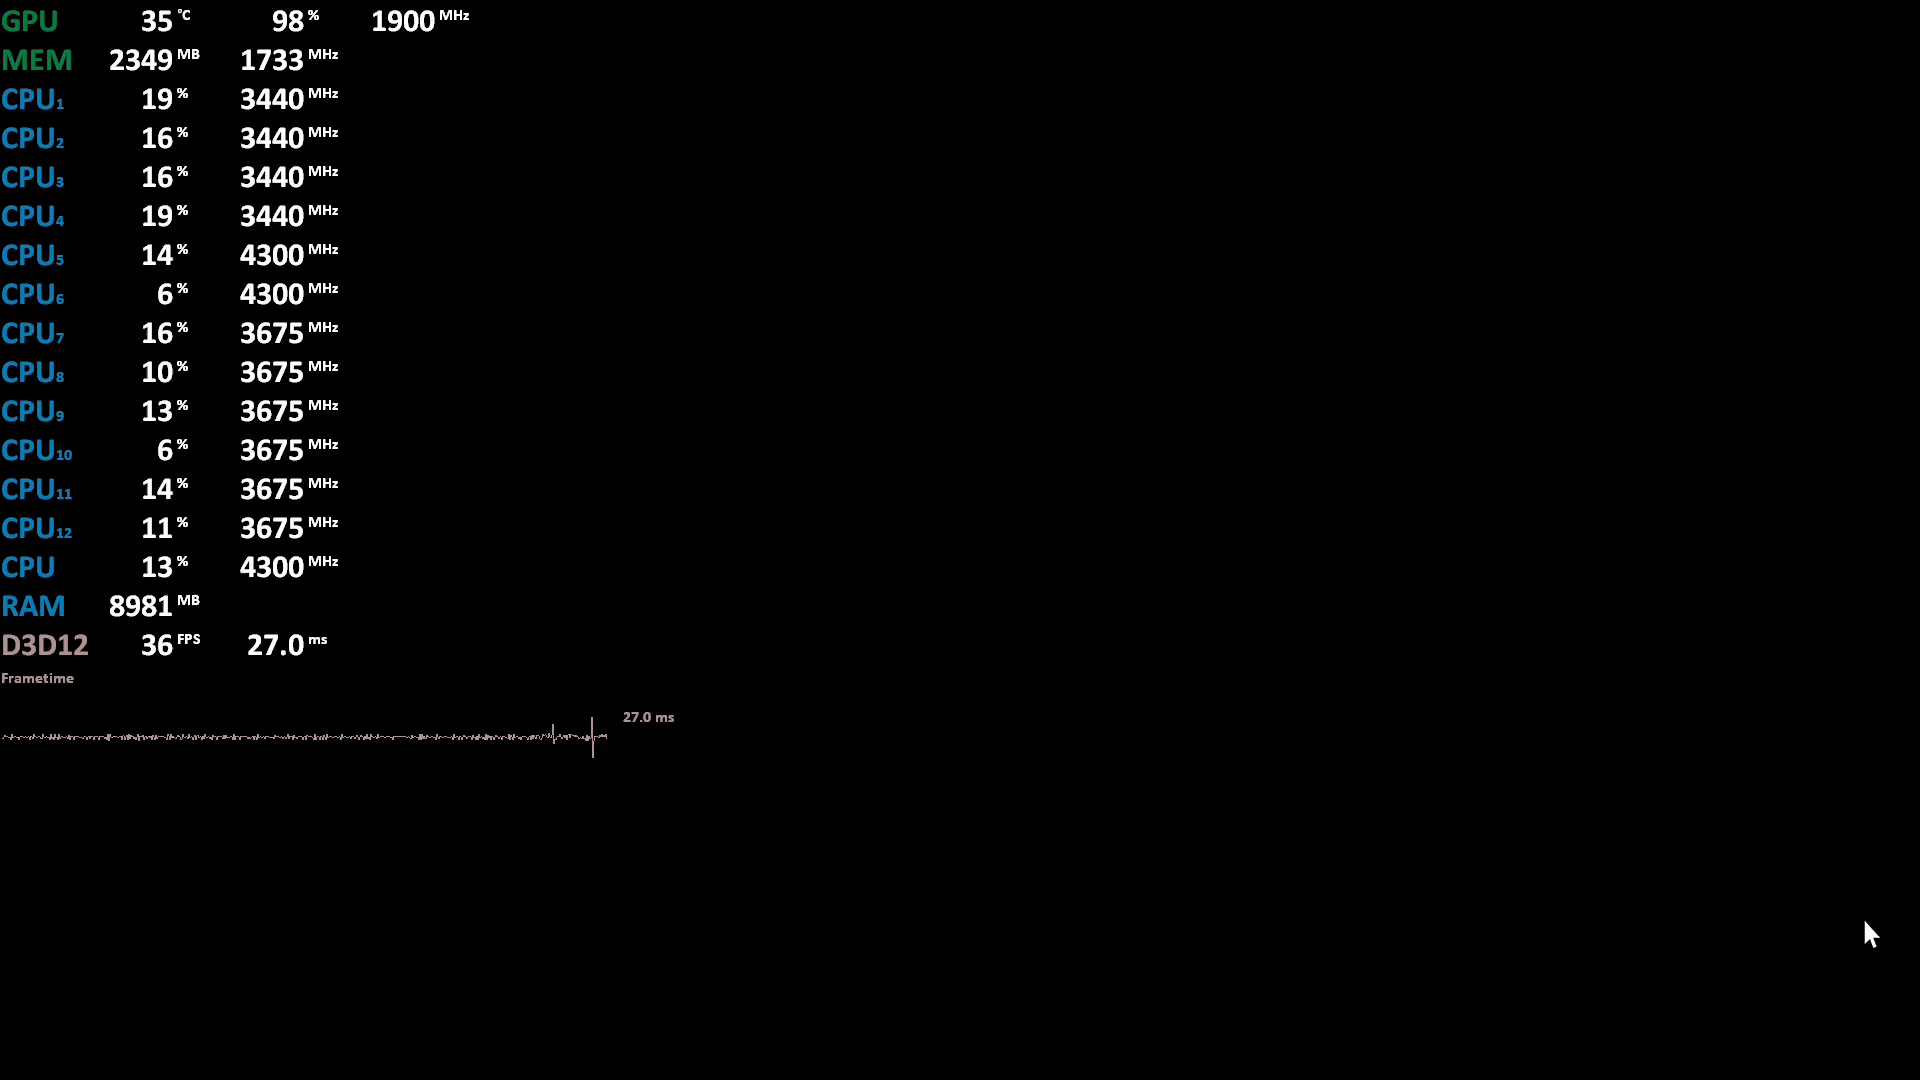 GPU 35 °C 98 % 1900 MHz
MEM 2349 MB 1733 MHz
CPU1 19 % 3440 MHz
CPU2 16 % 3440 MHz
CPU3 16 % 3440 MHz
CPU4 19 % 3440 MHz
CPU5 14 % 4300 MHz
CPU6 6 % 4300 MHz
CPU7 16 % 3675 MHz
CPU8 10 % 3675 MHz
CPU9 13 % 3675 MHz
CPU10 6 % 3675 MHz
CPU11 14 % 3675 MHz
CPU12 11 % 3675 MHz
CPU 13 % 4300 MHz
RAM 8981 MB
D3D12 36 FPS 27.0 ms
Frametime
27.0 ms